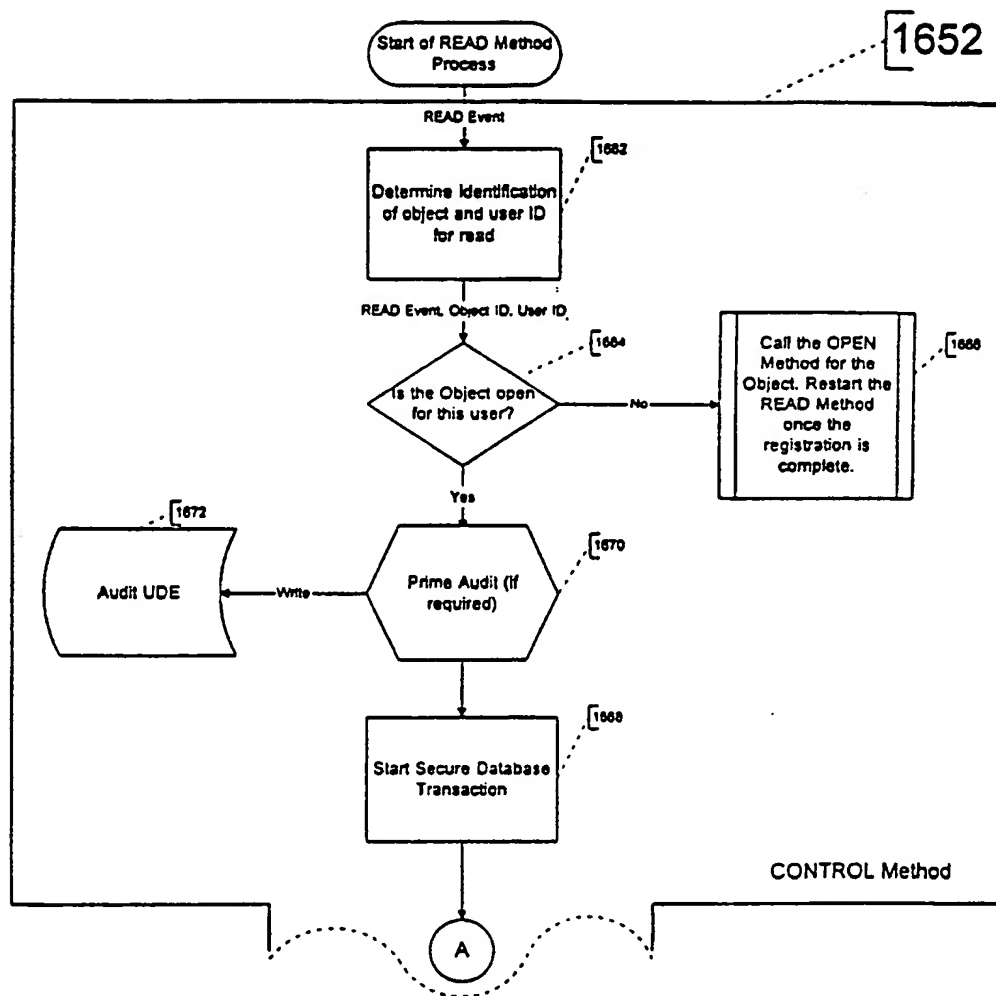 Start of READ Method
Process
1652
READ Event
1662
Determine Identification
of object and user ID
for read
READ Event, Object ID, User ID
1664
Is the Object open
for this user?
No
1666
Call the OPEN
Method for the
Object. Restart the
READ Method
once the
registration is
complete.
Yes
1672
Audit UDE
Write
1670
Prime Audit (if
required)
1668
Start Secure Database
Transaction
CONTROL Method
A